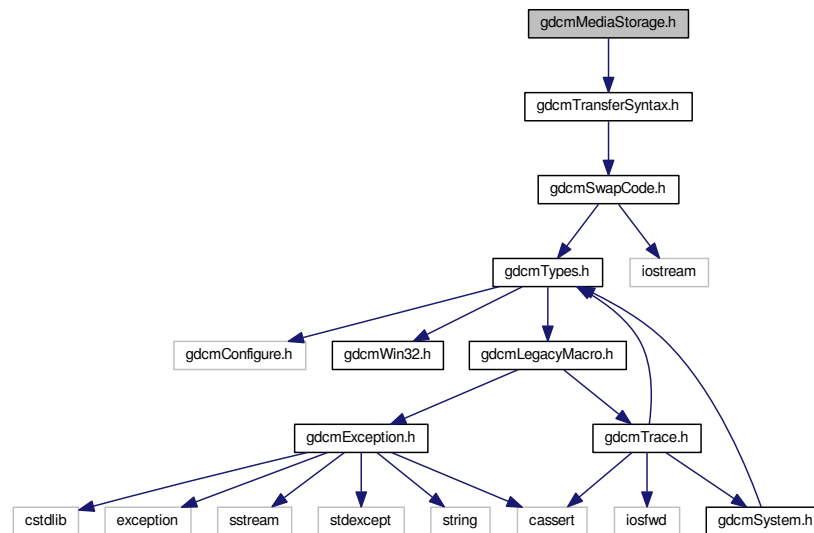 gdcmMediaStorage.h
gdcmTransferSyntax.h
gdcmSwapCode.h
gdcmTypes.h
iostream
gdcmConfigure.h
gdcmWin32.h
gdcmLegacyMacro.h
gdcmException.h
gdcmTrace.h
cstdlib
exception
sstream
stdexcept
string
cassert
iosfwd
gdcmSystem.h